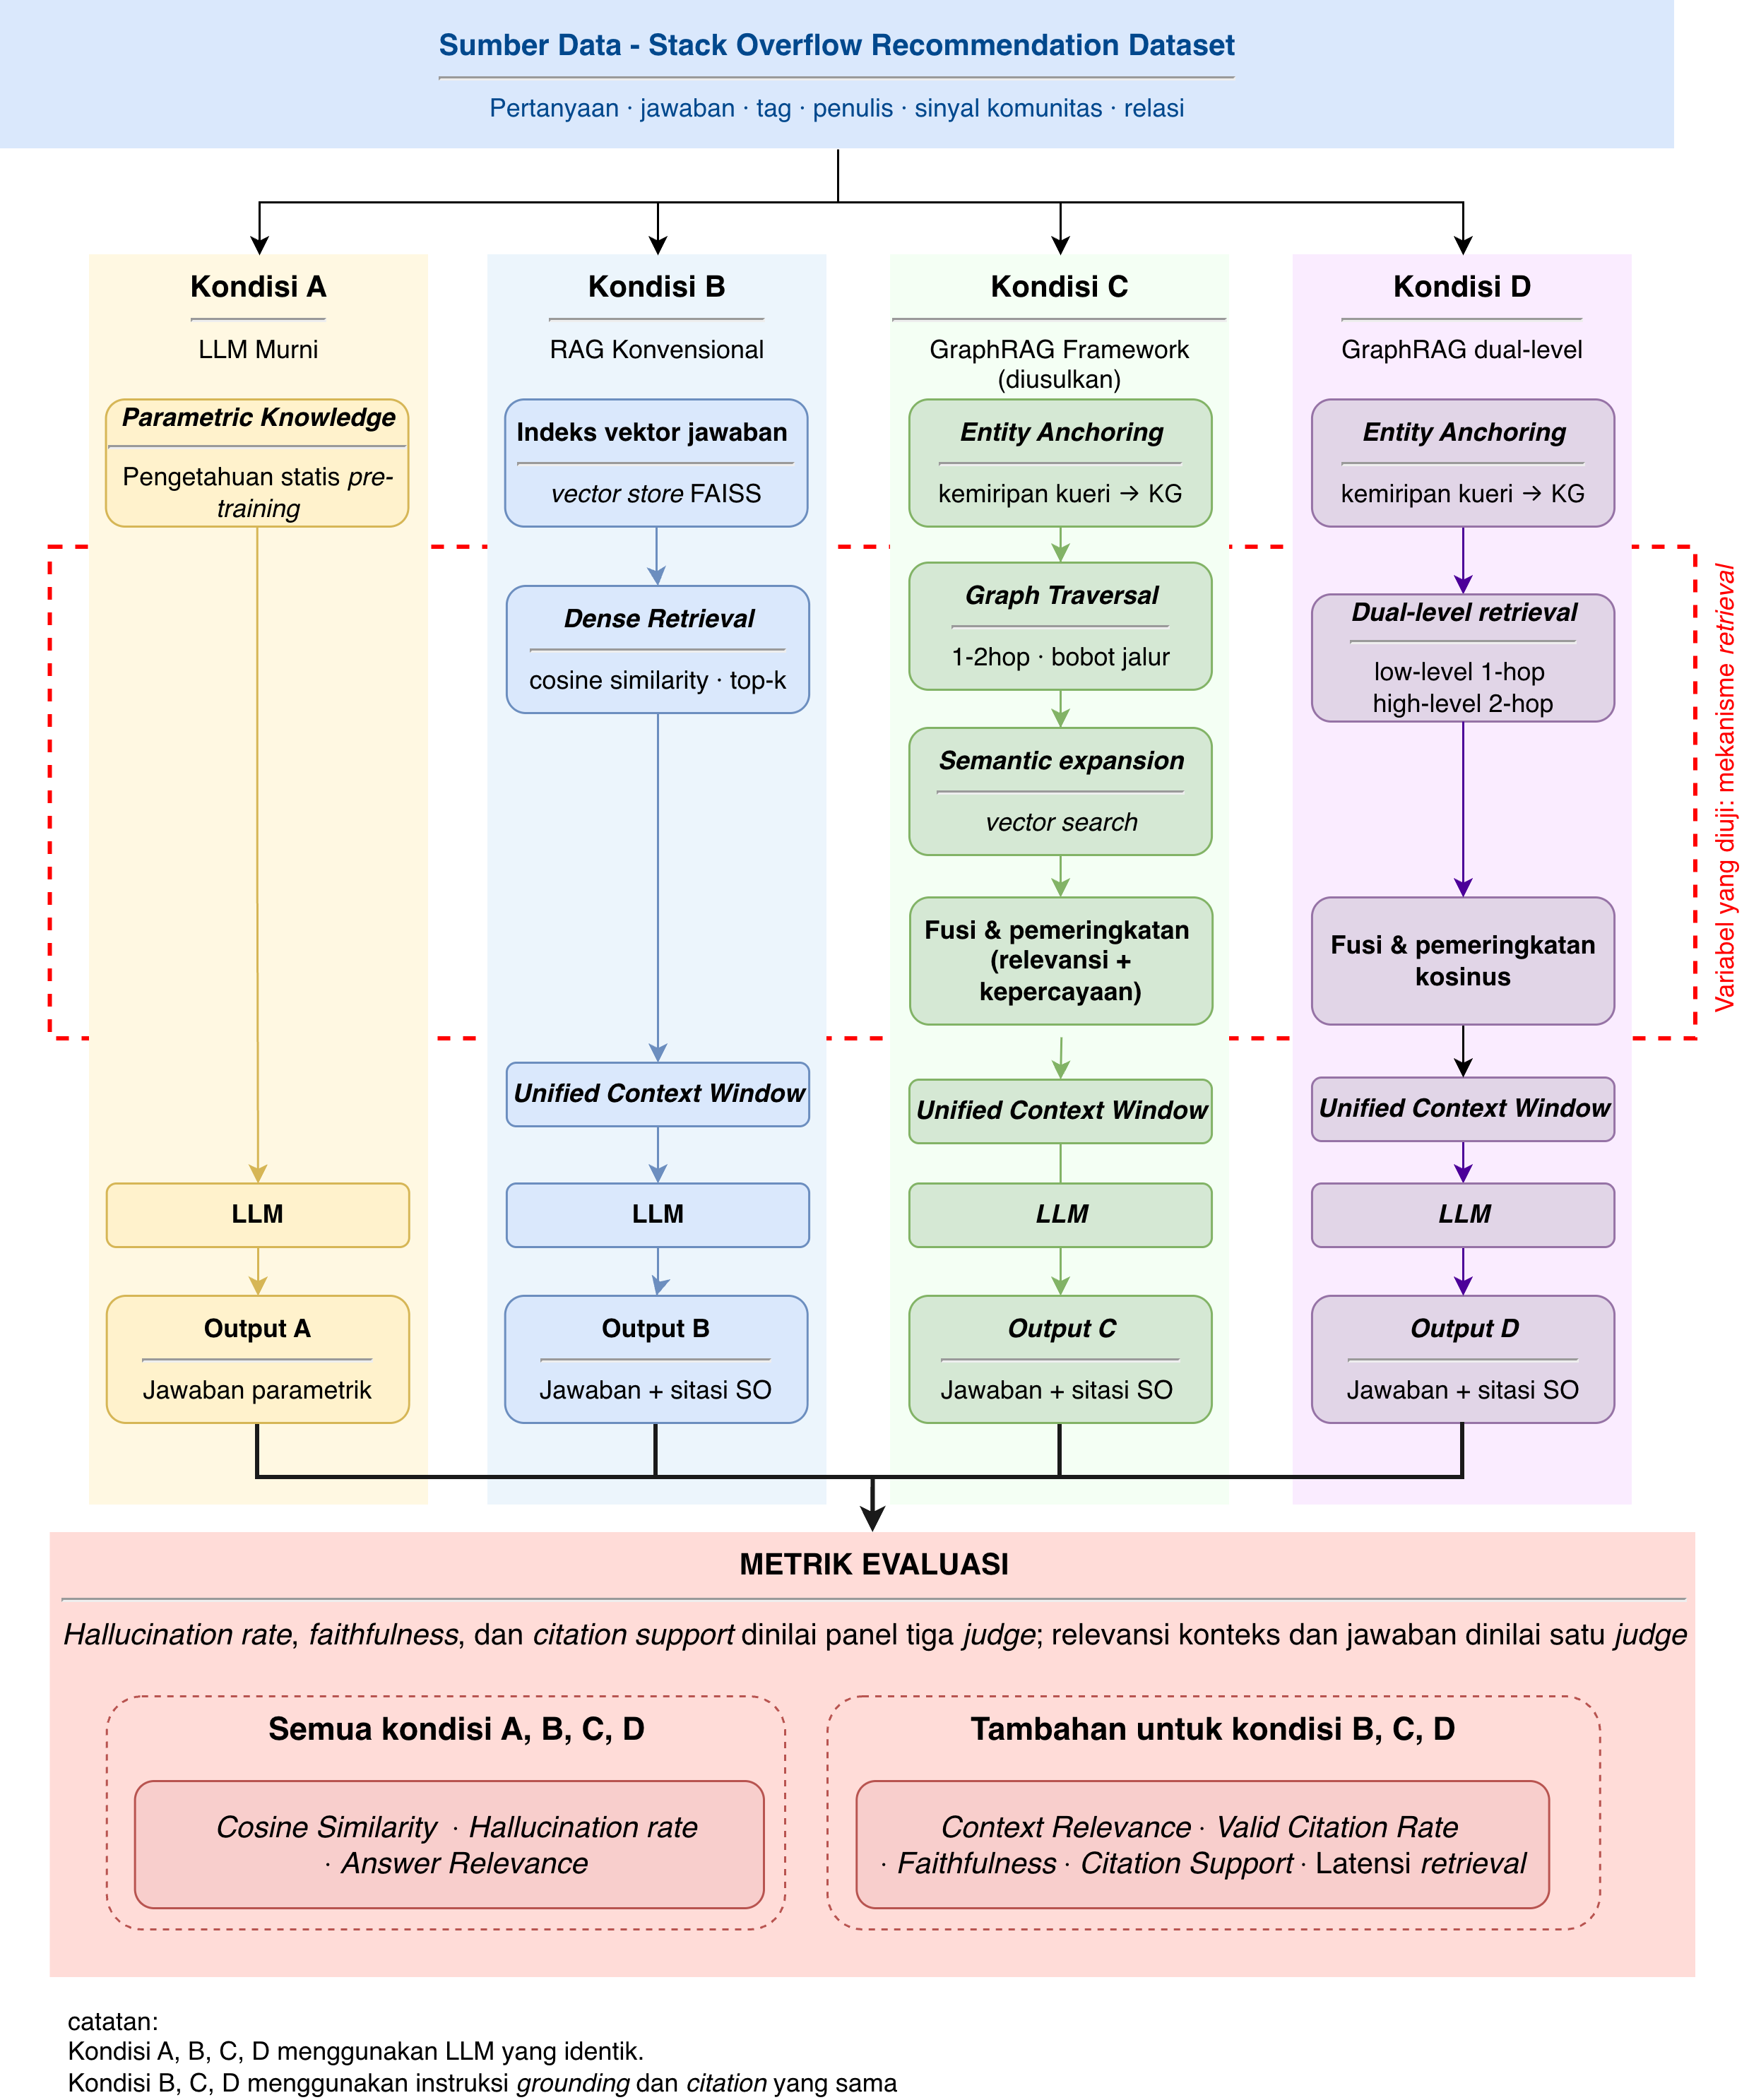 Sumber Data - Stack Overflow Recommendation Dataset
Pertanyaan · jawaban · tag · penulis · sinyal komunitas · relasi
Kondisi A
LLM Murni
Parametric Knowledge
Pengetahuan statis pre-
training
LLM
Output A
Jawaban parametrik
Kondisi B
RAG Konvensional
Indeks vektor jawaban
vector store FAISS
Dense Retrieval
cosine similarity · top-k
Unified Context Window
LLM
Output B
Jawaban + sitasi SO
Kondisi C
GraphRAG Framework
(diusulkan)
Entity Anchoring
kemiripan kueri → KG
Graph Traversal
1-2hop · bobot jalur
Semantic expansion
vector search
Fusi & pemeringkatan
(relevansi +
kepercayaan)
Unified Context Window
LLM
Output C
Jawaban + sitasi SO
Kondisi D
GraphRAG dual-level
Entity Anchoring
kemiripan kueri → KG
Dual-level retrieval
low-level 1-hop
high-level 2-hop
Fusi & pemeringkatan
kosinus
Unified Context Window
LLM
Output D
Jawaban + sitasi SO
Variabel yang diuji: mekanisme retrieval
METRIK EVALUASI
Hallucination rate, faithfulness, dan citation support dinilai panel tiga judge; relevansi konteks dan jawaban dinilai satu judge
Semua kondisi A, B, C, D
Cosine Similarity · Hallucination rate
· Answer Relevance
Tambahan untuk kondisi B, C, D
Context Relevance · Valid Citation Rate
· Faithfulness · Citation Support · Latensi retrieval
catatan:
Kondisi A, B, C, D menggunakan LLM yang identik.
Kondisi B, C, D menggunakan instruksi grounding dan citation yang sama